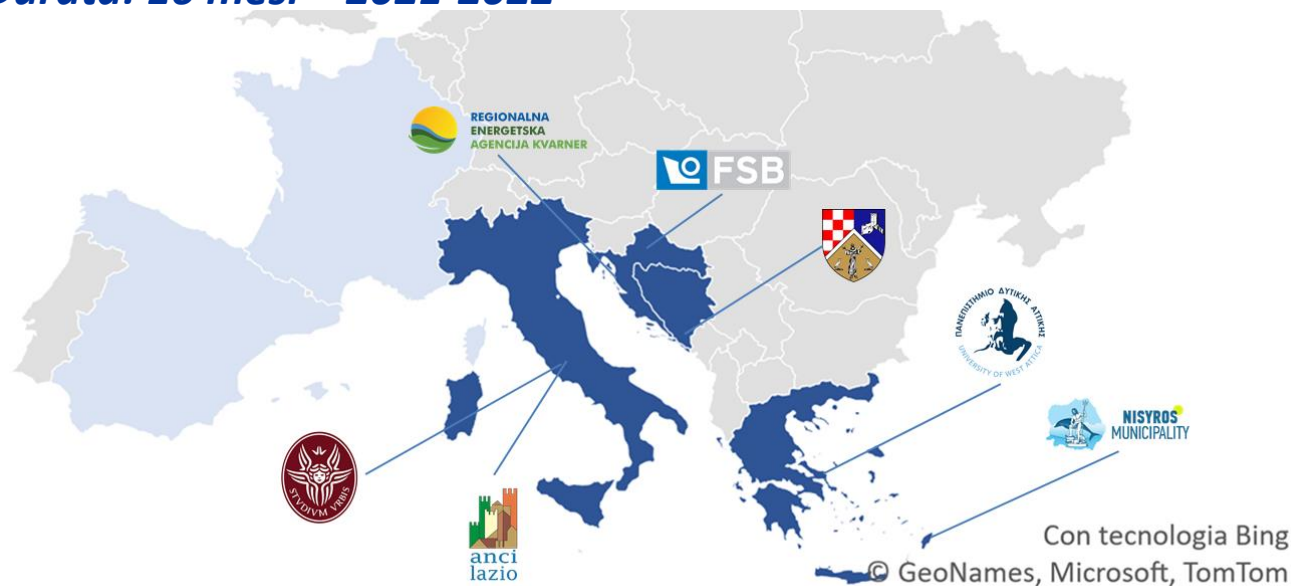 REGIONALNA
ENERGETSKA
AGENCIJA KVARNER
FSB
ΠΑΝΕΠΙΣΤΗΜΙΟ ΔΥΤΙΚΗΣ ΑΤΤΙΚΗΣ
UNIVERSITY OF WEST ATTICA
NISYROS
MUNICIPALITY
STVDIVM VRBIS
anci
lazio
Con tecnologia Bing
© GeoNames, Microsoft, TomTom